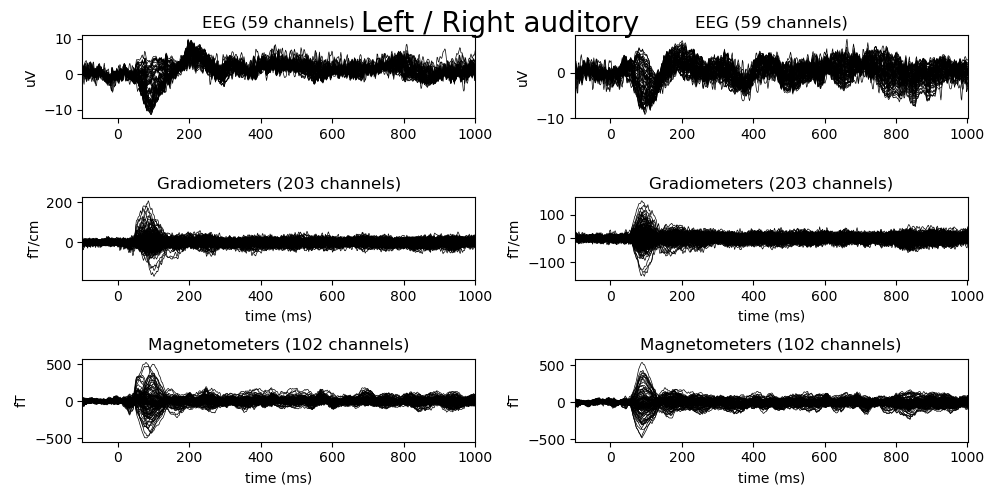 Left / Right auditory
EEG (59 channels)
uV
10
0
−10
0 200 400 600 800 1000
EEG (59 channels)
uV
0
−10
0 200 400 600 800 1000
Gradiometers (203 channels)
fT/cm
200
0
0 200 400 600 800 1000
time (ms)
Gradiometers (203 channels)
fT/cm
100
0
−100
0 200 400 600 800 1000
time (ms)
Magnetometers (102 channels)
fT
500
0
−500
0 200 400 600 800 1000
time (ms)
Magnetometers (102 channels)
fT
500
0
−500
0 200 400 600 800 1000
time (ms)